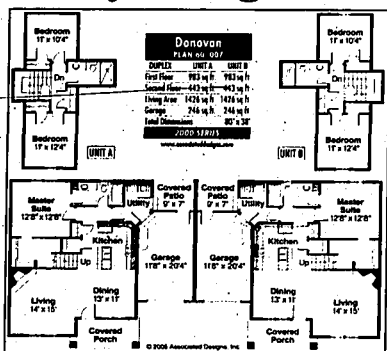 Bedroom
11' x 10'4"
Dn
Bedroom
11' x 12'4"
UNIT A
Donovan
PLAN 60-007
DUPLEX UNIT A UNIT B
First Floor 983 sq ft 983 sq ft
Second Floor 443 sq ft 443 sq ft
Living Area 1426 sq ft 1426 sq ft
Garage 246 sq ft 246 sq ft
Total Dimensions 80' x 38'
2000 SERIES
www.associateddesigns.com
Bedroom
11' x 10'4"
Dn
Bedroom
11' x 12'4"
UNIT B
Master
Suite
12'8" x 12'8"
Utility
Covered
Patio
9' x 7'
Kitchen
Up
Garage
11'8" x 20'4"
Living
14' x 15'
Dining
13' x 11'
Covered
Porch
Covered
Patio
9' x 7'
Utility
Master
Suite
12'8" x 12'8"
Kitchen
Up
Garage
11'8" x 20'4"
Dining
13' x 11'
Living
14' x 15'
Covered
Porch
© 2006 Associated Designs, Inc.